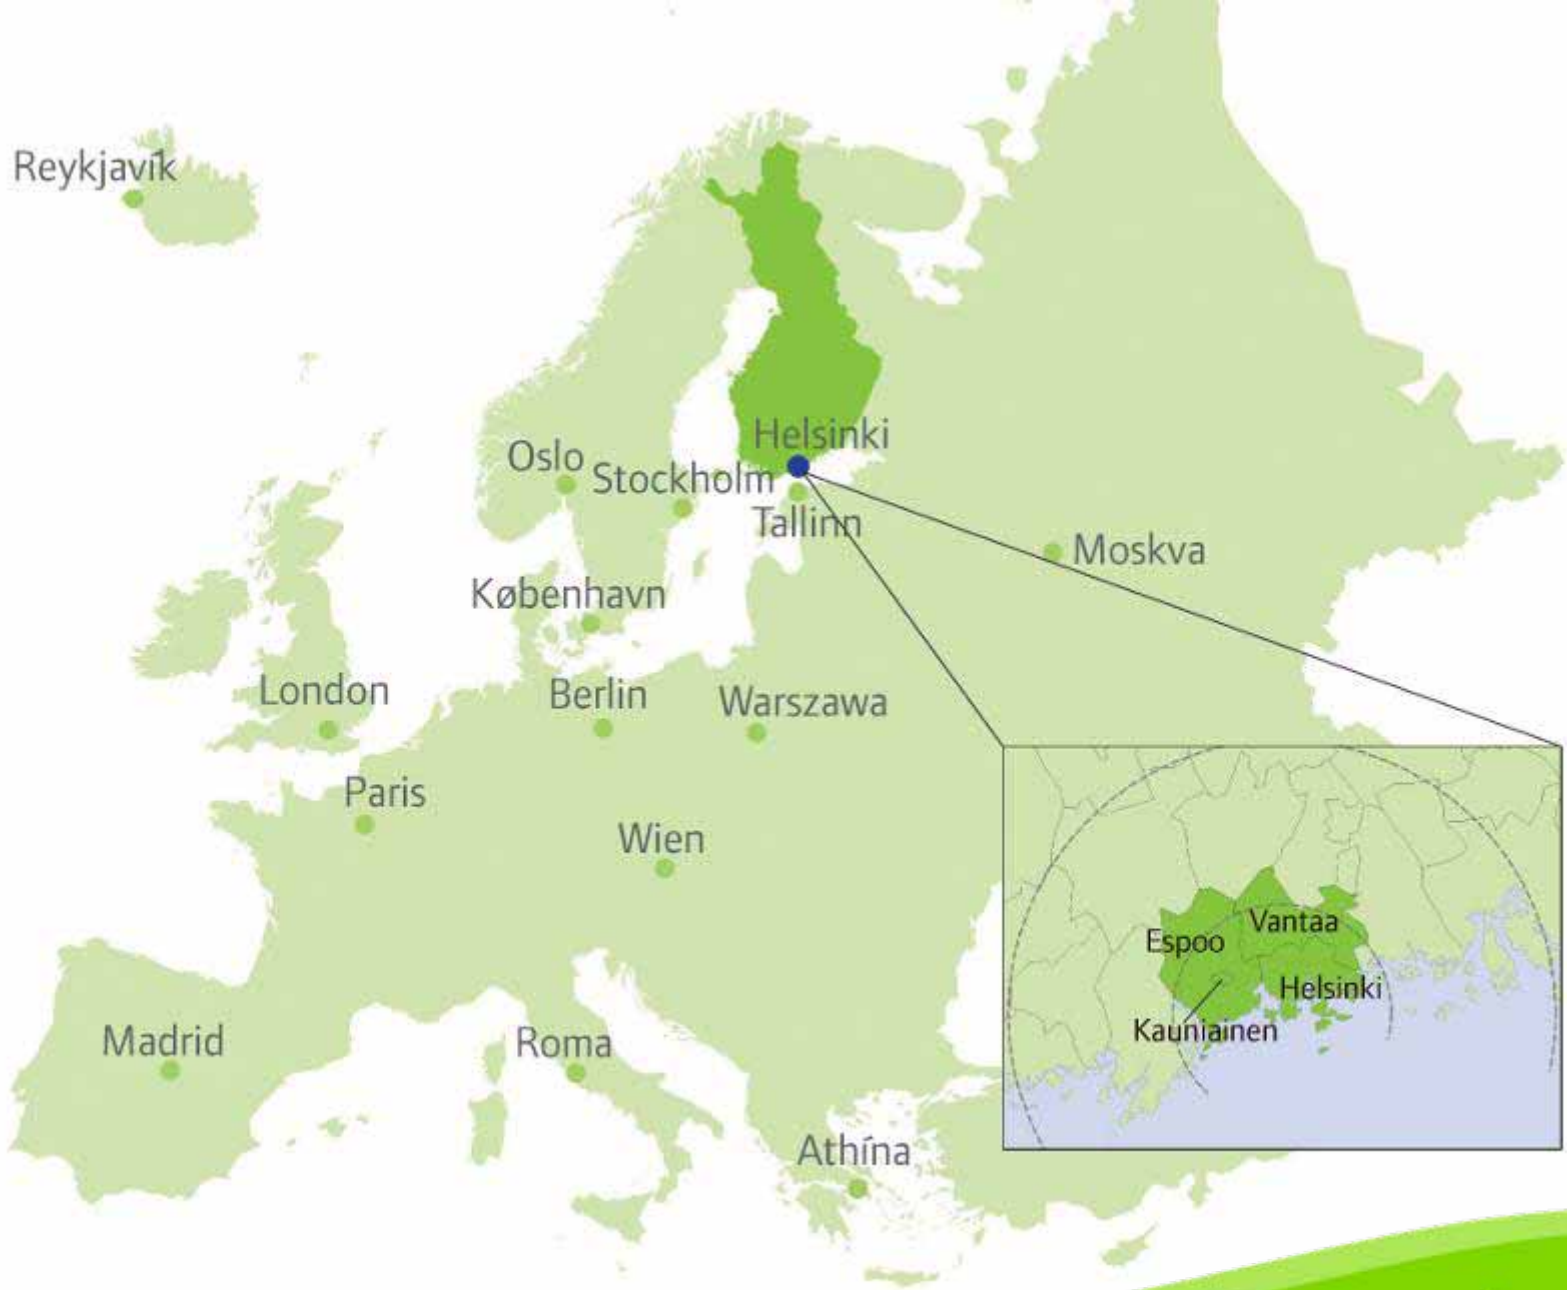 Reykjavík
Helsinki
Oslo
Stockholm
Tallinn
Moskva
København
London
Berlin
Warszawa
Paris
Wien
Madrid
Roma
Athína
Vantaa
Espoo
Helsinki
Kauniainen